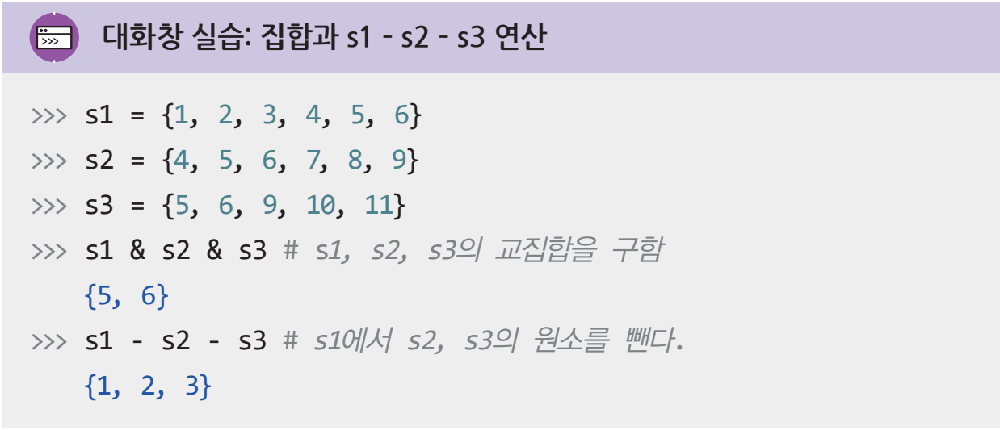 >>>
대화창 실습: 집합과 s1 - s2 - s3 연산
>>> s1 = {1, 2, 3, 4, 5, 6}
>>> s2 = {4, 5, 6, 7, 8, 9}
>>> s3 = {5, 6, 9, 10, 11}
>>> s1 & s2 & s3 # s1, s2, s3의 교집합을 구함
{5, 6}
>>> s1 - s2 - s3 # s1에서 s2, s3의 원소를 뺀다.
{1, 2, 3}